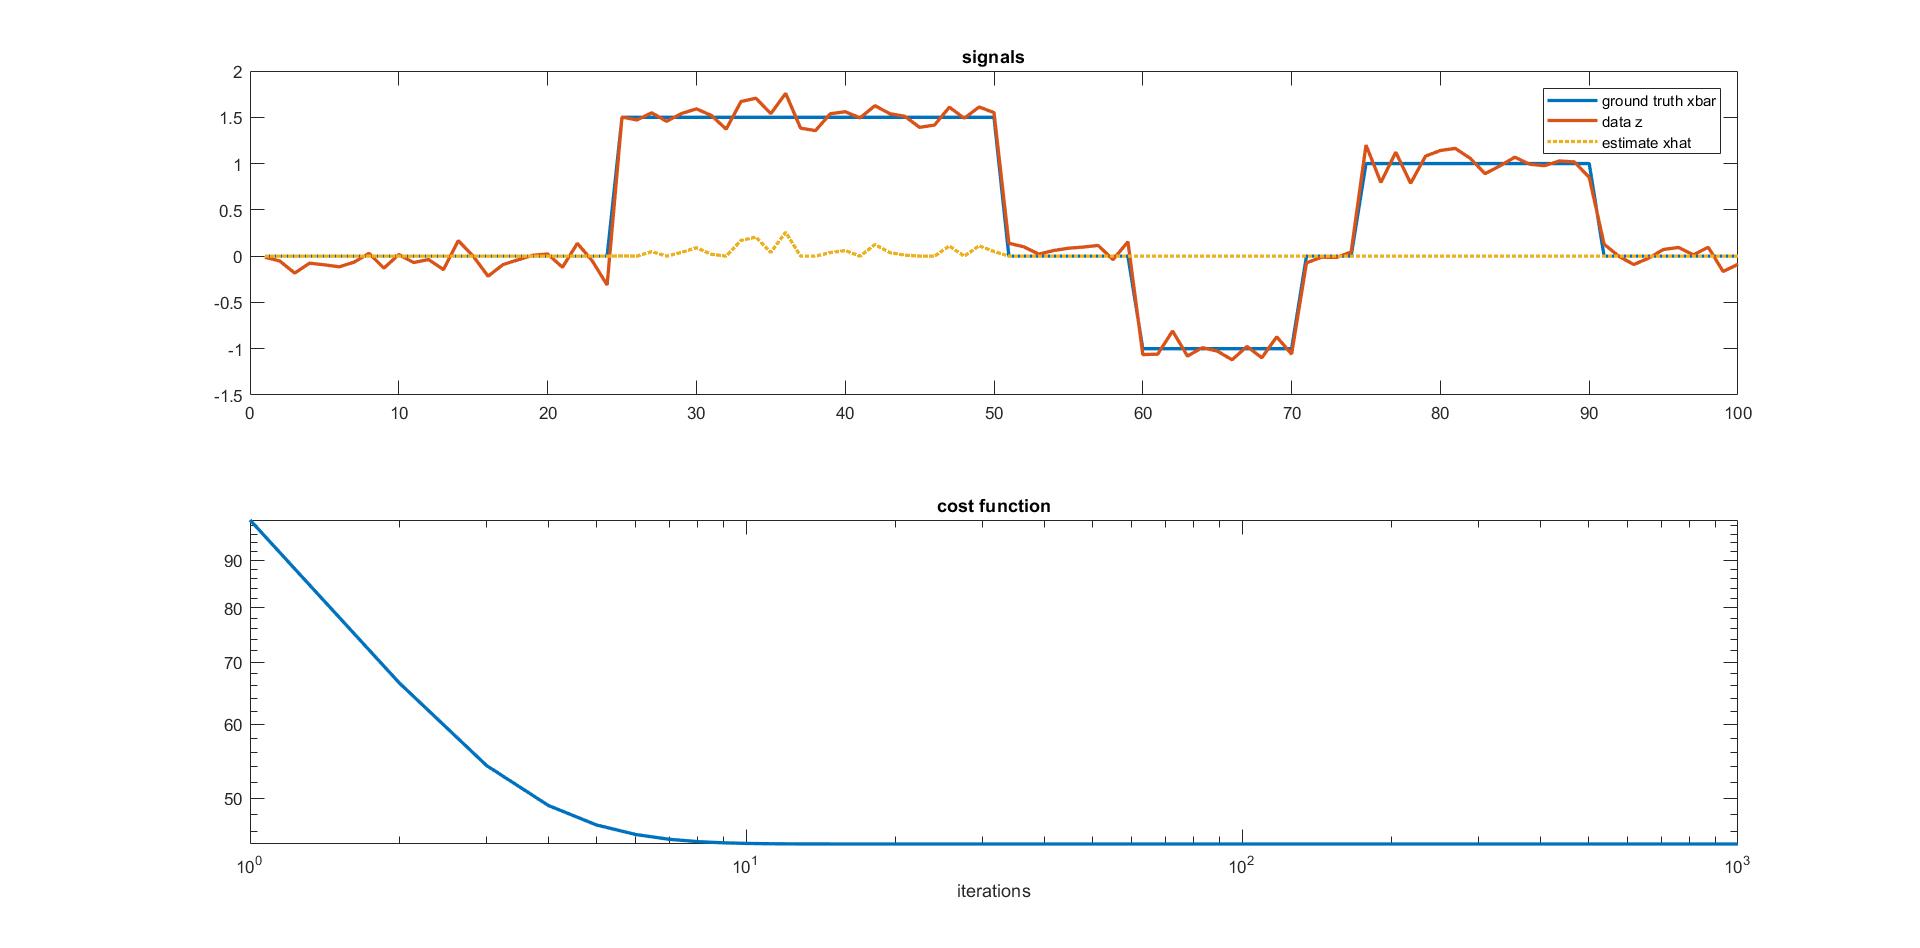 signals
2
1.5
1
0.5
0
-0.5
-1
-1.5
0 10 20 30 40 50 60 70 80 90 100
ground truth xbar
data z
estimate xhat
cost function
90
80
70
60
50
10^0 10^1 10^2 10^3
iterations